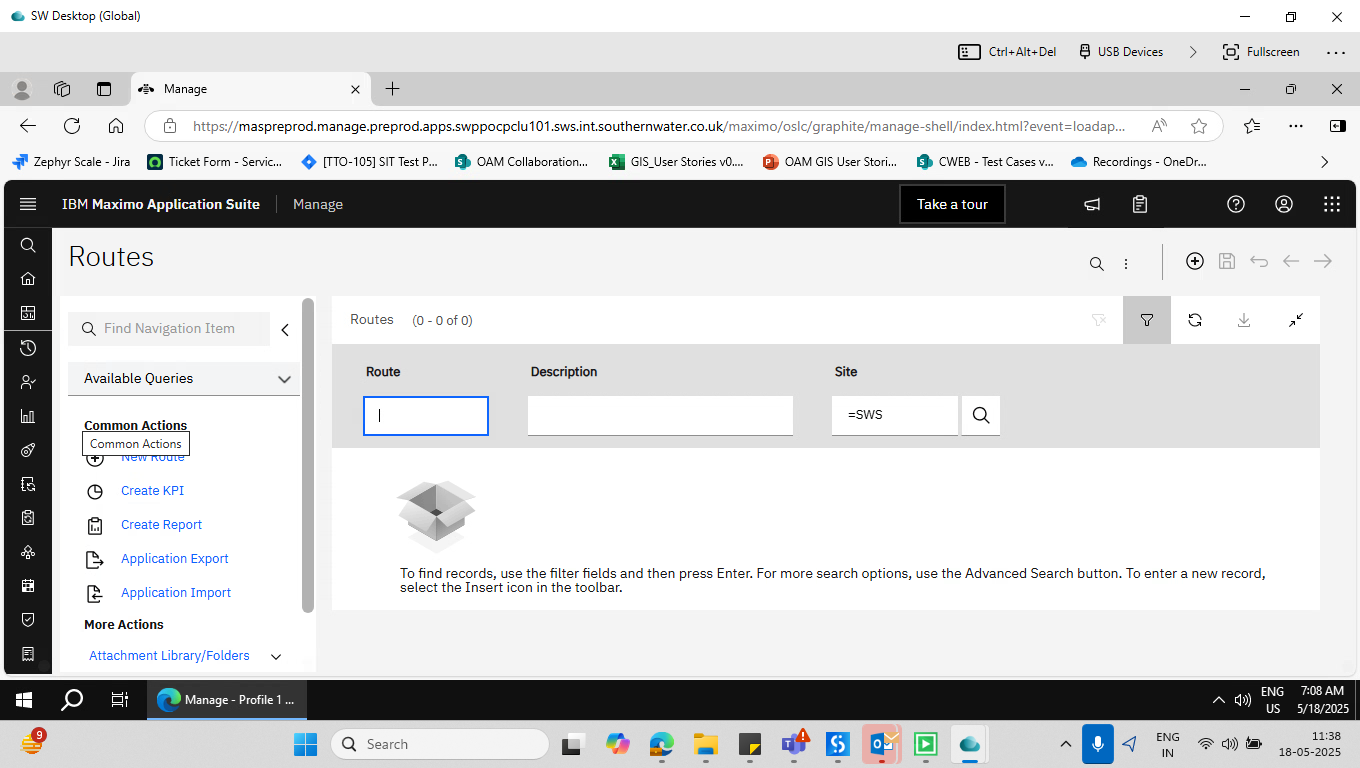 SW Desktop (Global)
Ctrl+Alt+Del
USB Devices
Fullscreen
Manage
https://maspreprod.manage.preprod.apps.swppocpclu101.sws.int.southernwater.co.uk/maximo/oslc/graphite/manage-shell/index.html?event=loadap...
Zephyr Scale - Jira
Ticket Form - Servic...
[TTO-105] SIT Test P...
OAM Collaboration...
GIS_User Stories v0....
OAM GIS User Stori...
CWEB - Test Cases v...
Recordings - OneDr...
IBM Maximo Application Suite
Manage
Take a tour
Routes
Find Navigation Item
Available Queries
Common Actions
Common Actions
New Route
Create KPI
Create Report
Application Export
Application Import
More Actions
Attachment Library/Folders
Routes (0 - 0 of 0)
Route
Description
Site
=SWS
To find records, use the filter fields and then press Enter. For more search options, use the Advanced Search button. To enter a new record,
select the Insert icon in the toolbar.
Manage - Profile 1 ...
ENG
US
7:08 AM
5/18/2025
9
Search
ENG
IN
11:38
18-05-2025